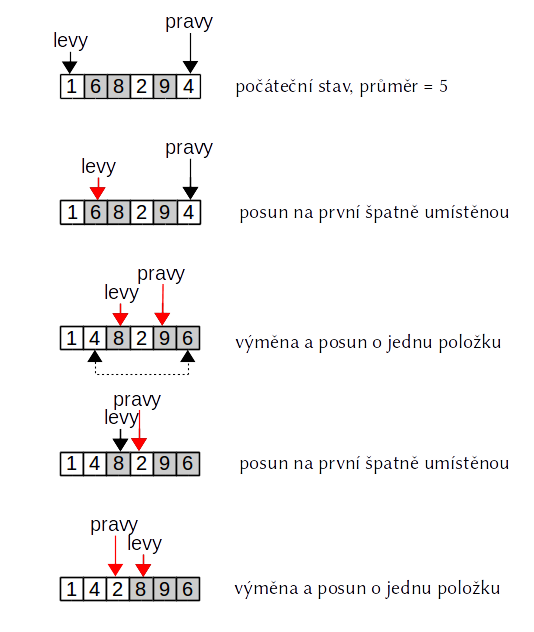 pravy
levy
1 6 8 2 9 4 počáteční stav, průměr = 5
pravy
levy
1 6 8 2 9 4 posun na první špatně umístěnou
pravy
levy
1 4 8 2 9 6 výměna a posun o jednu položku
pravy
levy
1 4 8 2 9 6 posun na první špatně umístěnou
pravy
levy
1 4 2 8 9 6 výměna a posun o jednu položku